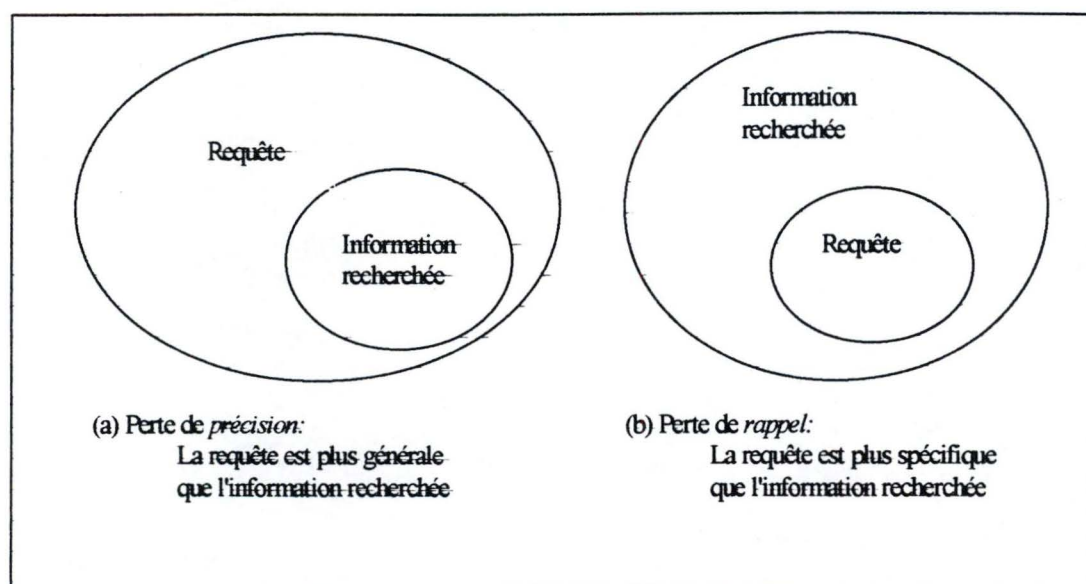 Requête
Information
recherchée
(a) Perte de précision:
La requête est plus générale
que l'information recherchée
Information
recherchée
Requête
(b) Perte de rappel:
La requête est plus spécifique
que l'information recherchée